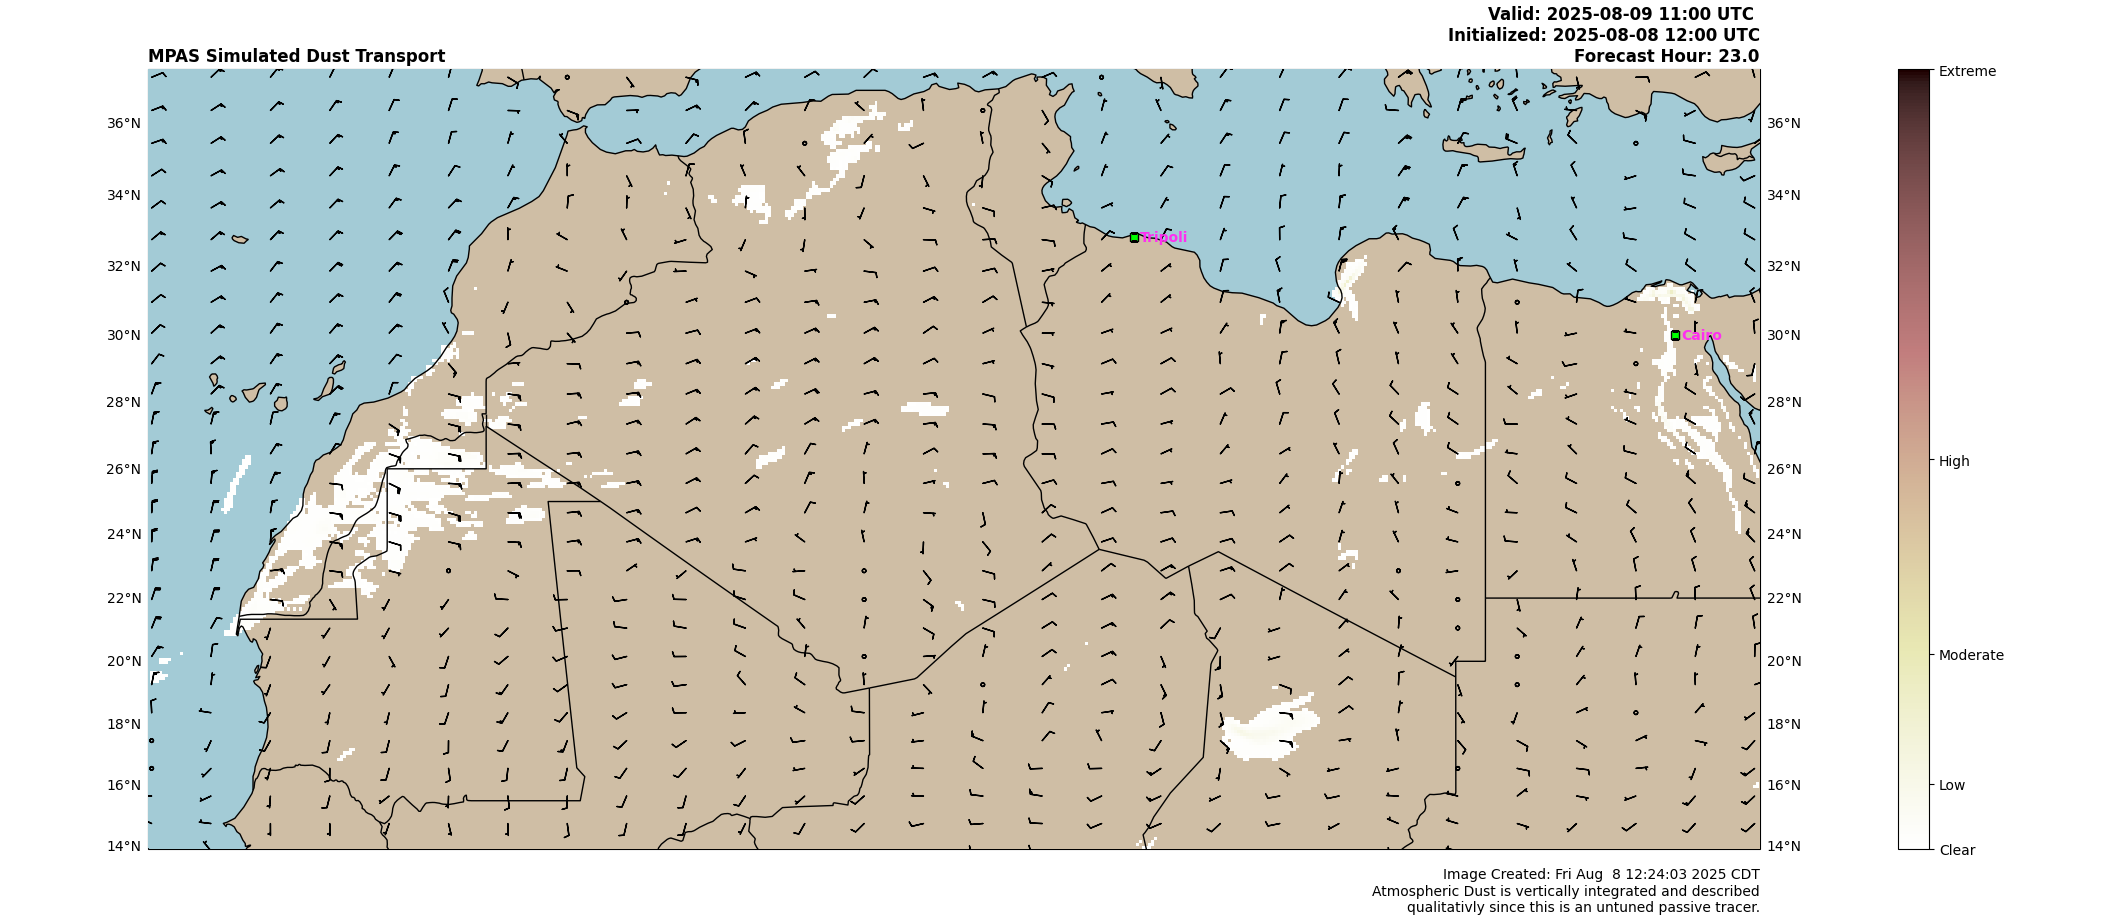 Valid: 2025-08-09 11:00 UTC
Initialized: 2025-08-08 12:00 UTC
MPAS Simulated Dust Transport
Forecast Hour: 23.0
Extreme
36°N
36°N
34°N
34°N
Tripoli
32°N
32°N
30°N
Cairo
30°N
28°N
28°N
26°N
26°N
High
24°N
24°N
22°N
22°N
20°N
20°N
Moderate
18°N
18°N
16°N
16°N
Low
14°N
14°N
Clear
Image Created: Fri Aug  8 12:24:03 2025 CDT
Atmospheric Dust is vertically integrated and described
qualitativly since this is an untuned passive tracer.